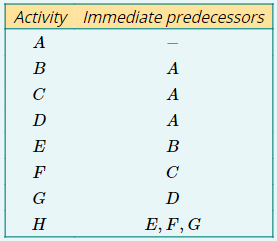 Activity Immediate predecessors
A –
B A
C A
D A
E B
F C
G D
H E, F, G